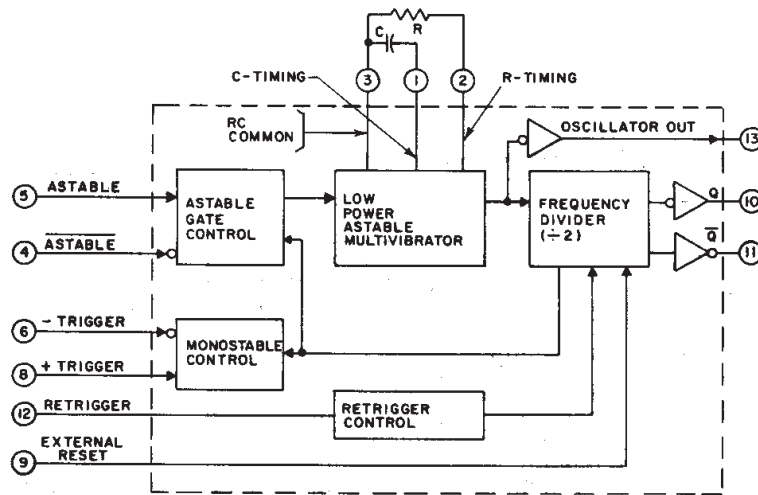 R
C
3
1
2
C-TIMING
R-TIMING
RC
COMMON
OSCILLATOR OUT
13
5
ASTABLE
ASTABLE
GATE
CONTROL
LOW
POWER
ASTABLE
MULTIVIBRATOR
FREQUENCY
DIVIDER
(÷2)
Q
10
4
ASTABLE
Q
11
6
- TRIGGER
MONOSTABLE
CONTROL
8
+ TRIGGER
12
RETRIGGER
RETRIGGER
CONTROL
9
EXTERNAL
RESET